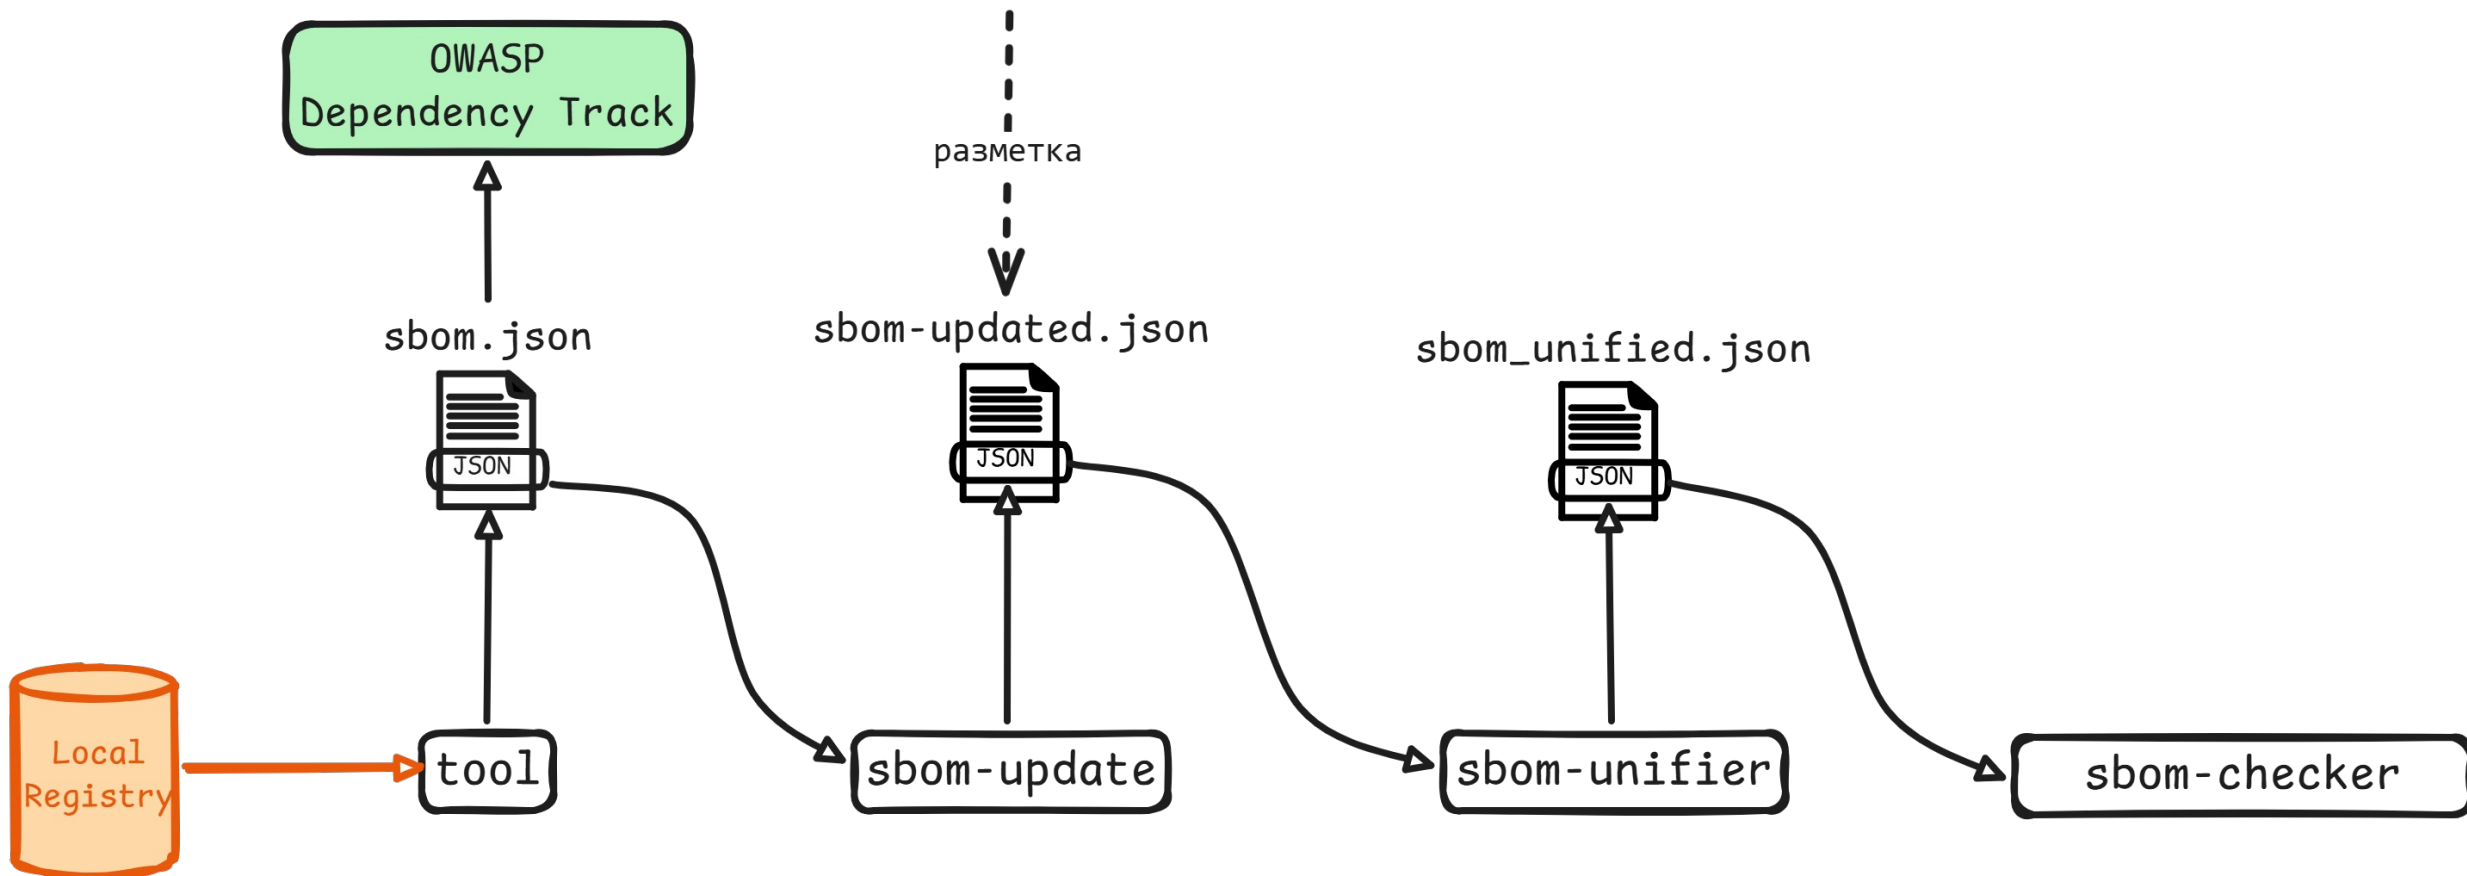 OWASP
Dependency Track
разметка
sbom.json
sbom-updated.json
sbom_unified.json
JSON
JSON
JSON
Local
Registry
tool
sbom-update
sbom-unifier
sbom-checker